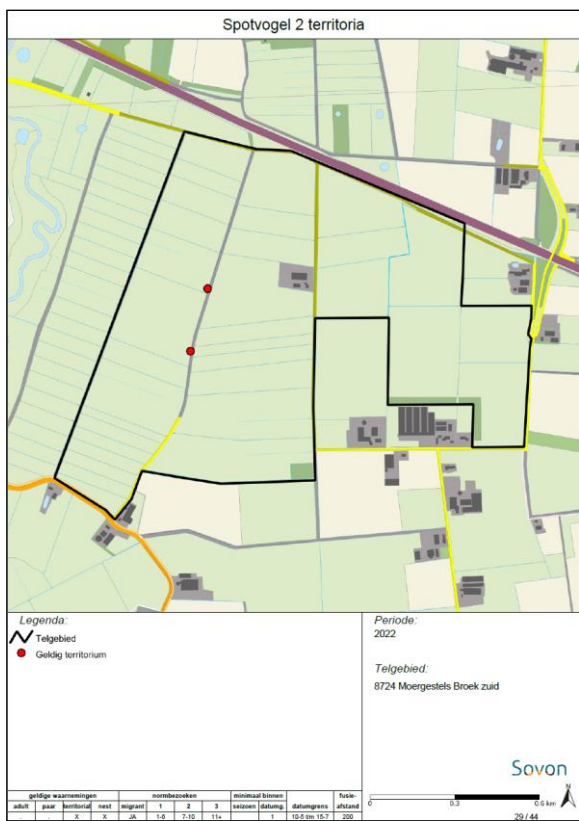 Spotvogel 2 territoria
Legenda:
Telgebied
Geldig territorium
Periode:
2022
Telgebied:
8724 Moergestels Broek zuid
Sovon
geldige waarnemingen normbezoeken minimaal binnen fusie-
adult paar territoriaal nest migrant 1 2 3 seizoen datumg. datumgrens afstand
. . X X JA 1-6 7-10 11+ 1 10-5 t/m 15-7 200
0 0.3 0.6 km
N
29 / 44